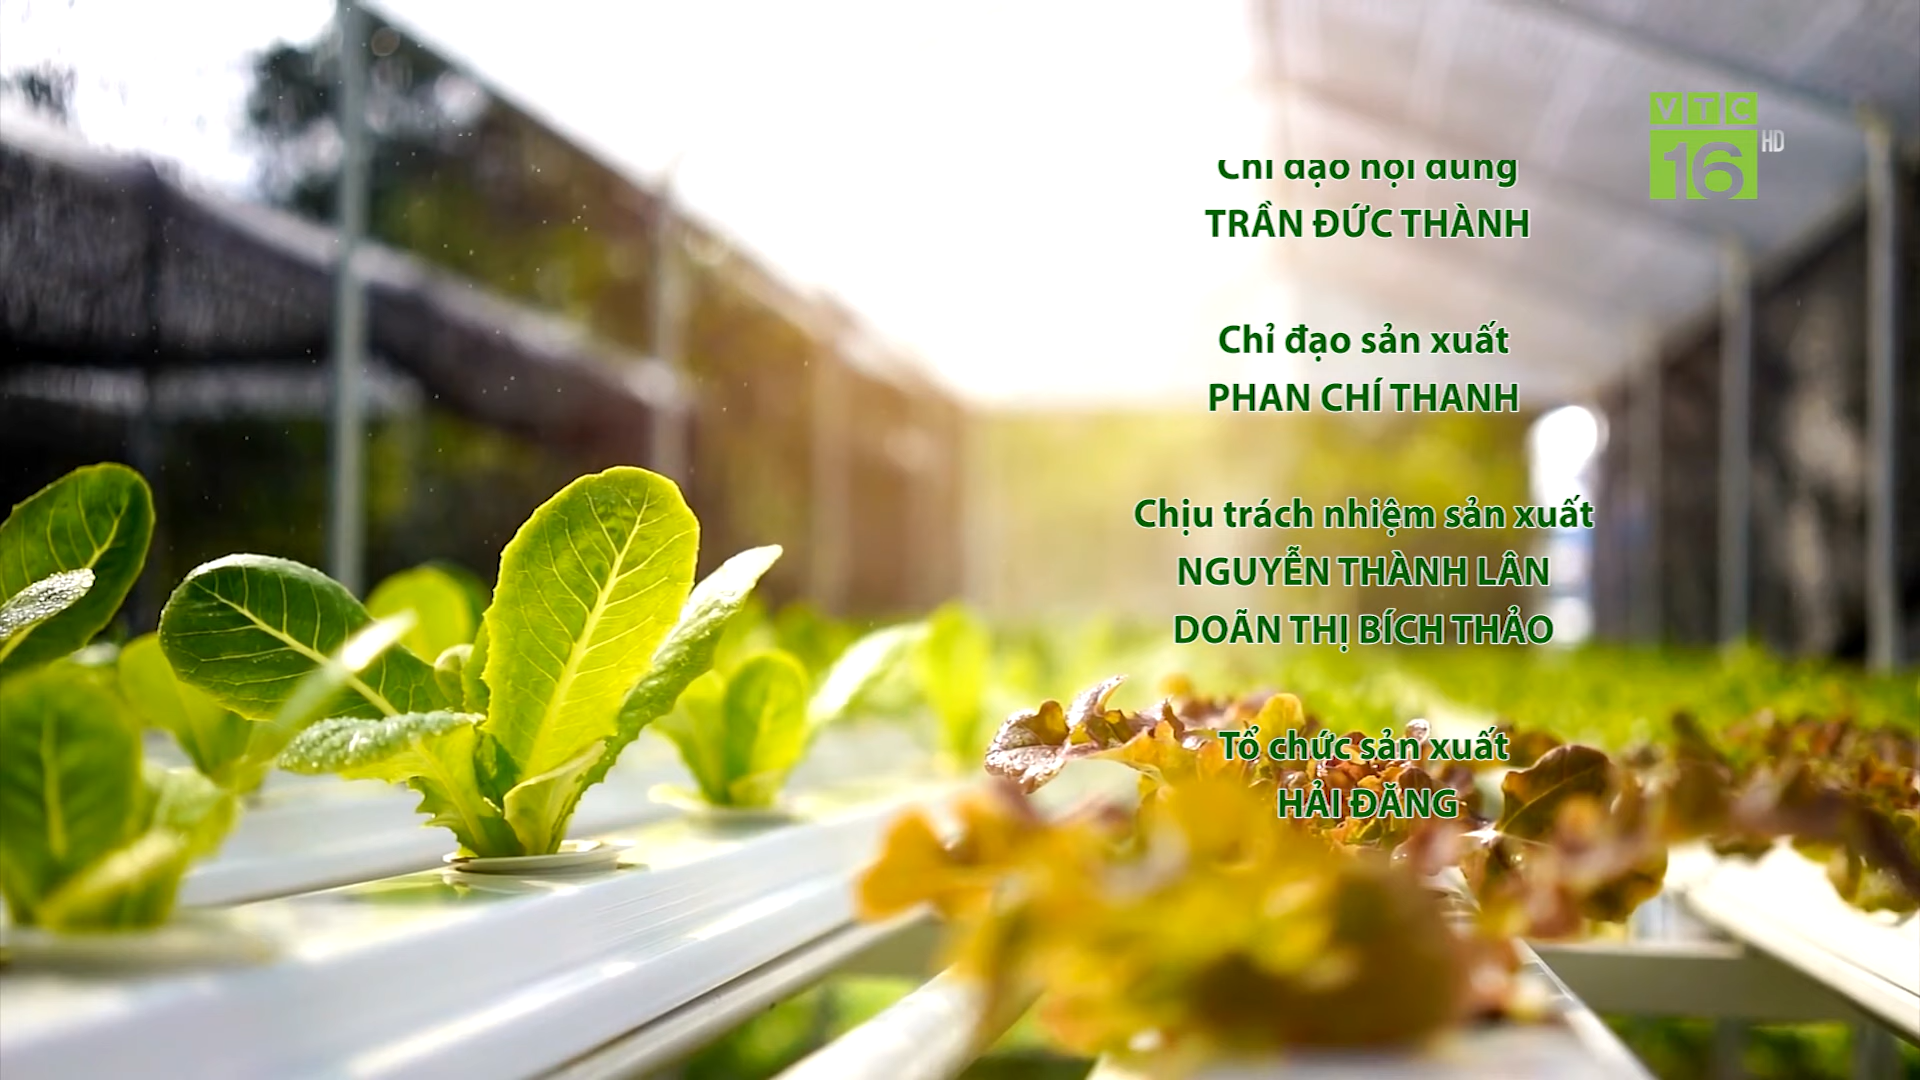 VTC
16 HD
Chỉ đạo nội dung
TRẦN ĐỨC THÀNH
Chỉ đạo sản xuất
PHAN CHÍ THANH
Chịu trách nhiệm sản xuất
NGUYỄN THÀNH LÂN
DOÃN THỊ BÍCH THẢO
Tổ chức sản xuất
HẢI ĐĂNG